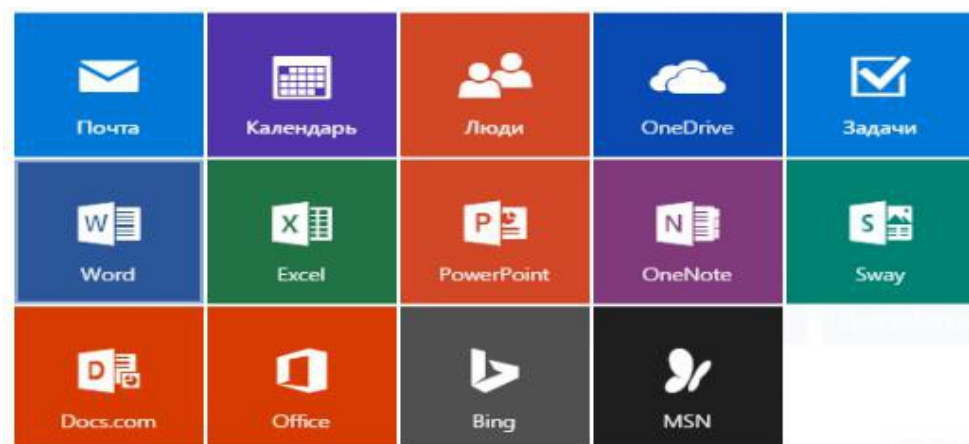 Почта Календарь Люди OneDrive Задачи
Word Excel PowerPoint OneNote Sway
Docs.com Office Bing MSN